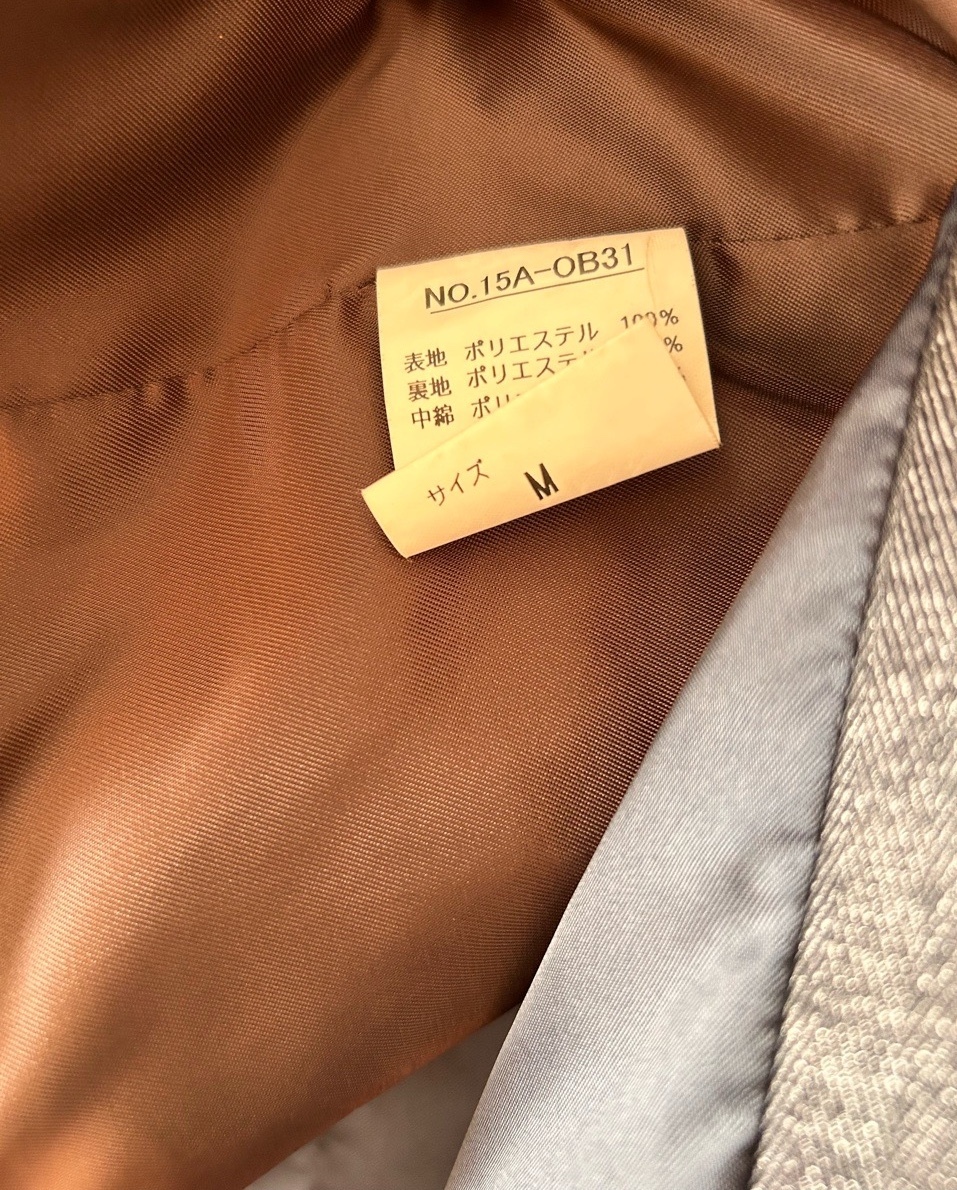 NO.15A-OB31
表地 ポリエステル 100%
裏地 ポリエステ %
中綿 ポリ
サイズ M